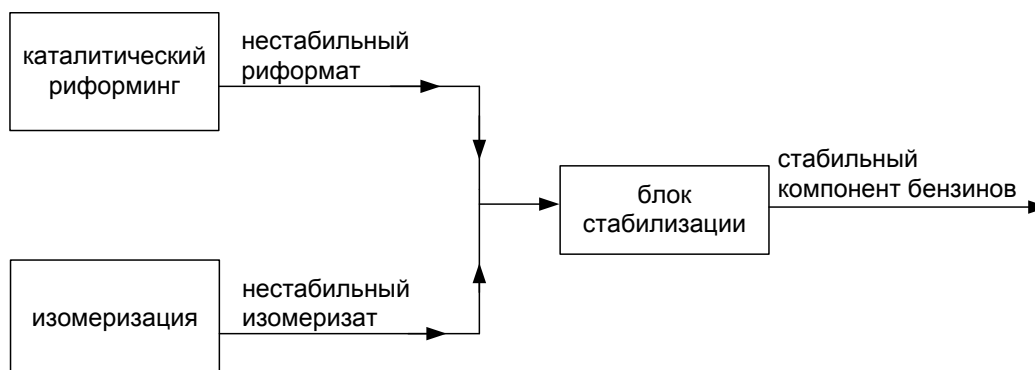 каталитический
риформинг
нестабильный
риформат
стабильный
компонент бензинов
блок
стабилизации
изомеризация
нестабильный
изомеризат